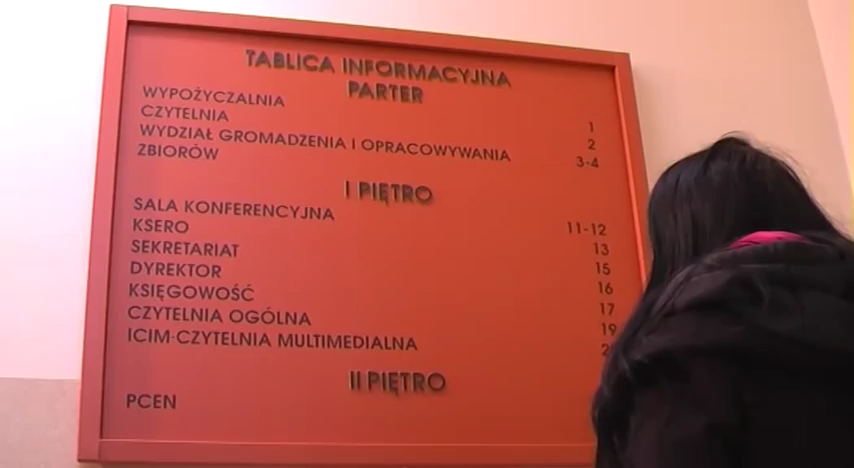 TABLICA INFORMACYJNA
PARTER
WYPOŻYCZALNIA 1
CZYTELNIA 2
WYDZIAŁ GROMADZENIA I OPRACOWYWANIA 3-4
ZBIORÓW
I PIĘTRO
SALA KONFERENCYJNA 11-12
KSERO 13
SEKRETARIAT 15
DYREKTOR 16
KSIĘGOWOŚĆ 17
CZYTELNIA OGÓLNA 19
ICIM-CZYTELNIA MULTIMEDIALNA
II PIĘTRO
PCEN